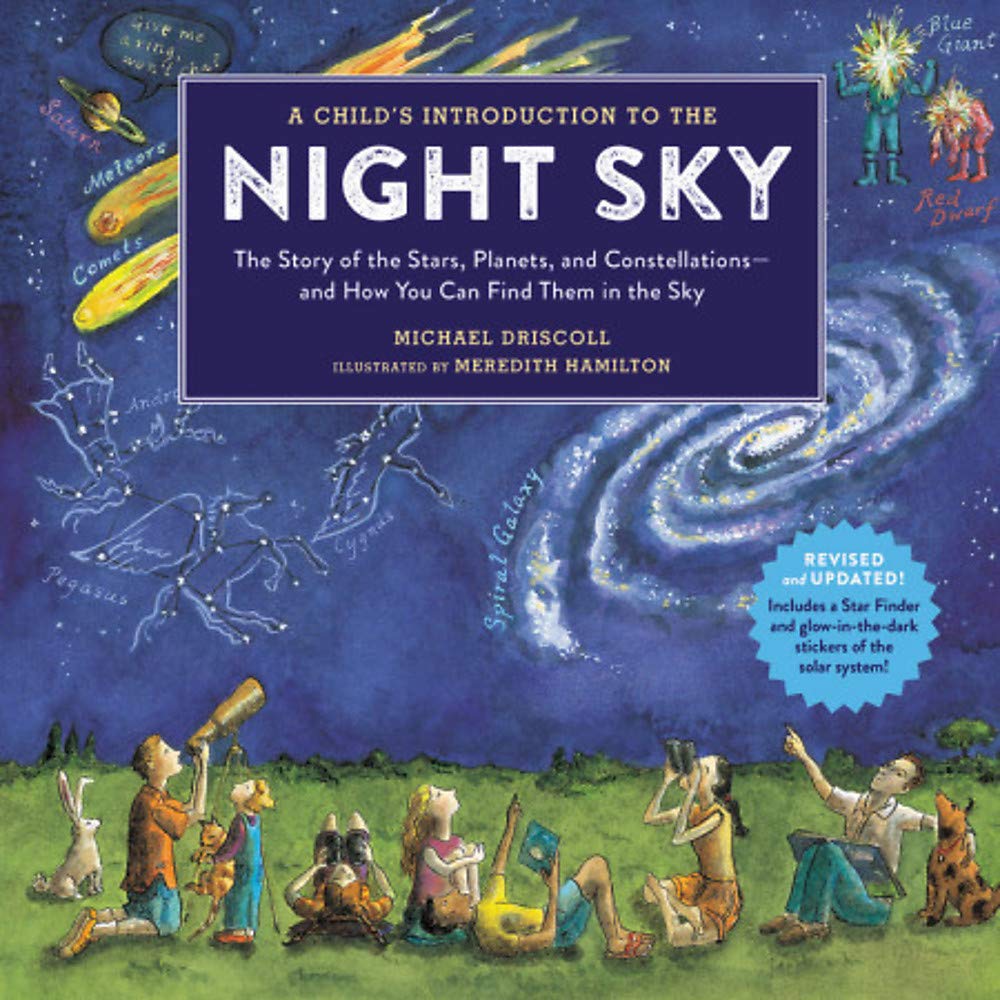 Give me
a ring,
won't cha?
Saturn
Meteors
Comets
Blue
Giant
Red
Dwarf
A CHILD'S INTRODUCTION TO THE
NIGHT SKY
The Story of the Stars, Planets, and Constellations—
and How You Can Find Them in the Sky
MICHAEL DRISCOLL
ILLUSTRATED BY MEREDITH HAMILTON
Pegasus
Cygnus
Spiral Galaxy
REVISED
and UPDATED!
Includes a Star Finder
and glow-in-the-dark
stickers of the
solar system!